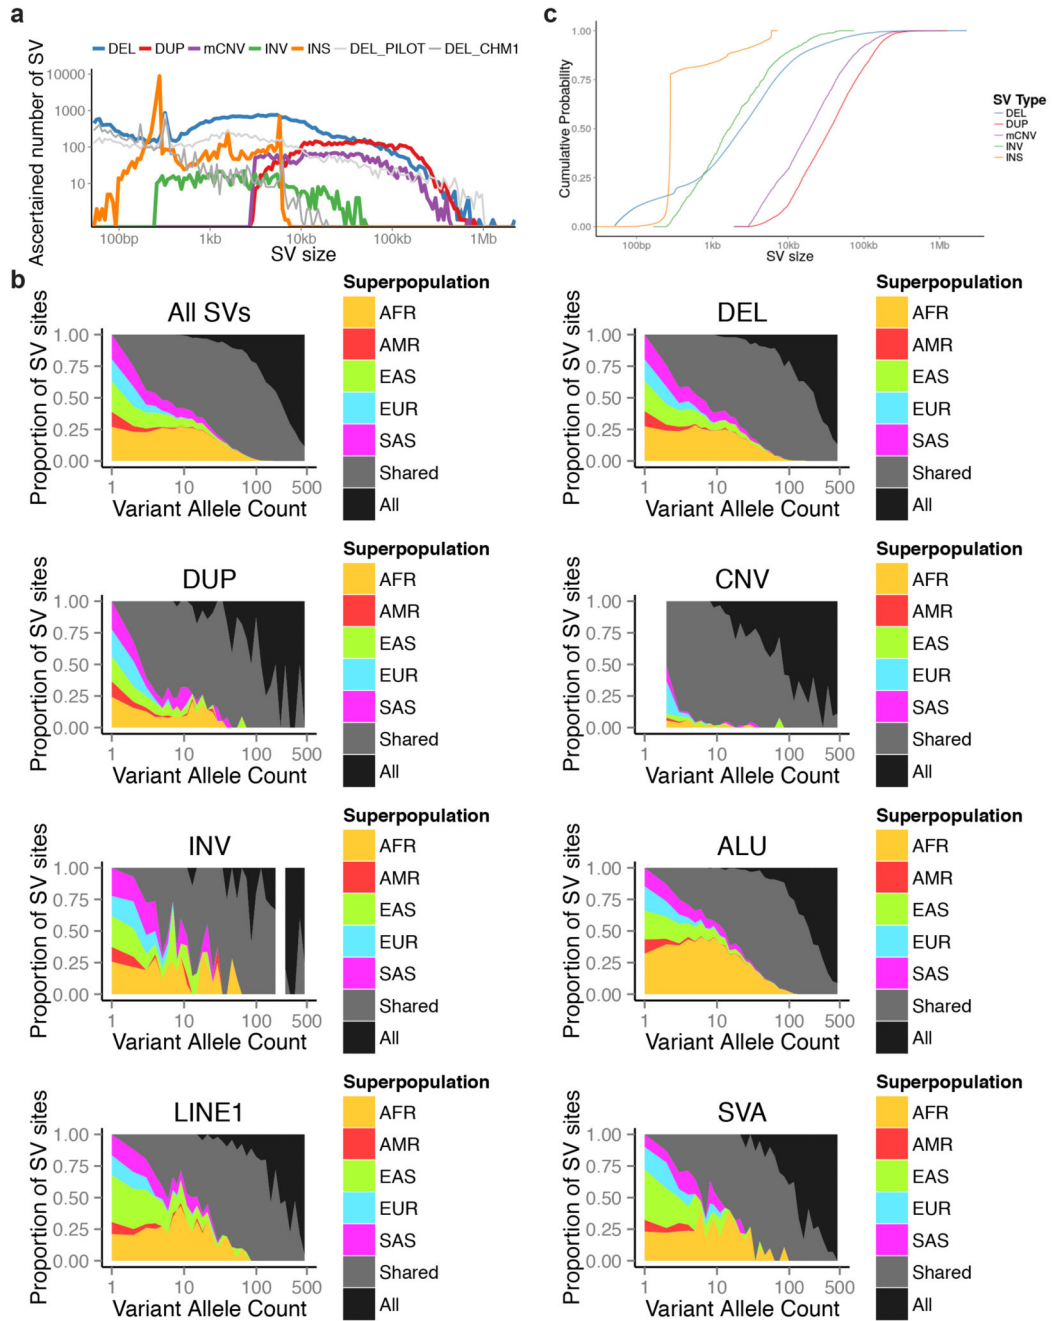 a
DEL DUP mCNV INV INS DEL_PILOT DEL_CHM1
Ascertained number of SV
10000
1000
100
10
100bp 1kb 10kb 100kb 1Mb
SV size
c
Cumulative Probability
1.00
0.75
0.50
0.25
0.00
100bp 1kb 10kb 100kb 1Mb
SV size
SV Type
DEL
DUP
mCNV
INV
INS
b
All SVs
Proportion of SV sites
1.00
0.75
0.50
0.25
0.00
1 10 100 500
Variant Allele Count
Superpopulation
AFR
AMR
EAS
EUR
SAS
Shared
All
DEL
Proportion of SV sites
1.00
0.75
0.50
0.25
0.00
1 10 100 500
Variant Allele Count
Superpopulation
AFR
AMR
EAS
EUR
SAS
Shared
All
DUP
Proportion of SV sites
1.00
0.75
0.50
0.25
0.00
1 10 100 500
Variant Allele Count
Superpopulation
AFR
AMR
EAS
EUR
SAS
Shared
All
CNV
Proportion of SV sites
1.00
0.75
0.50
0.25
0.00
1 10 100 500
Variant Allele Count
Superpopulation
AFR
AMR
EAS
EUR
SAS
Shared
All
INV
Proportion of SV sites
1.00
0.75
0.50
0.25
0.00
1 10 100 500
Variant Allele Count
Superpopulation
AFR
AMR
EAS
EUR
SAS
Shared
All
ALU
Proportion of SV sites
1.00
0.75
0.50
0.25
0.00
1 10 100 500
Variant Allele Count
Superpopulation
AFR
AMR
EAS
EUR
SAS
Shared
All
LINE1
Proportion of SV sites
1.00
0.75
0.50
0.25
0.00
1 10 100 500
Variant Allele Count
Superpopulation
AFR
AMR
EAS
EUR
SAS
Shared
All
SVA
Proportion of SV sites
1.00
0.75
0.50
0.25
0.00
1 10 100 500
Variant Allele Count
Superpopulation
AFR
AMR
EAS
EUR
SAS
Shared
All